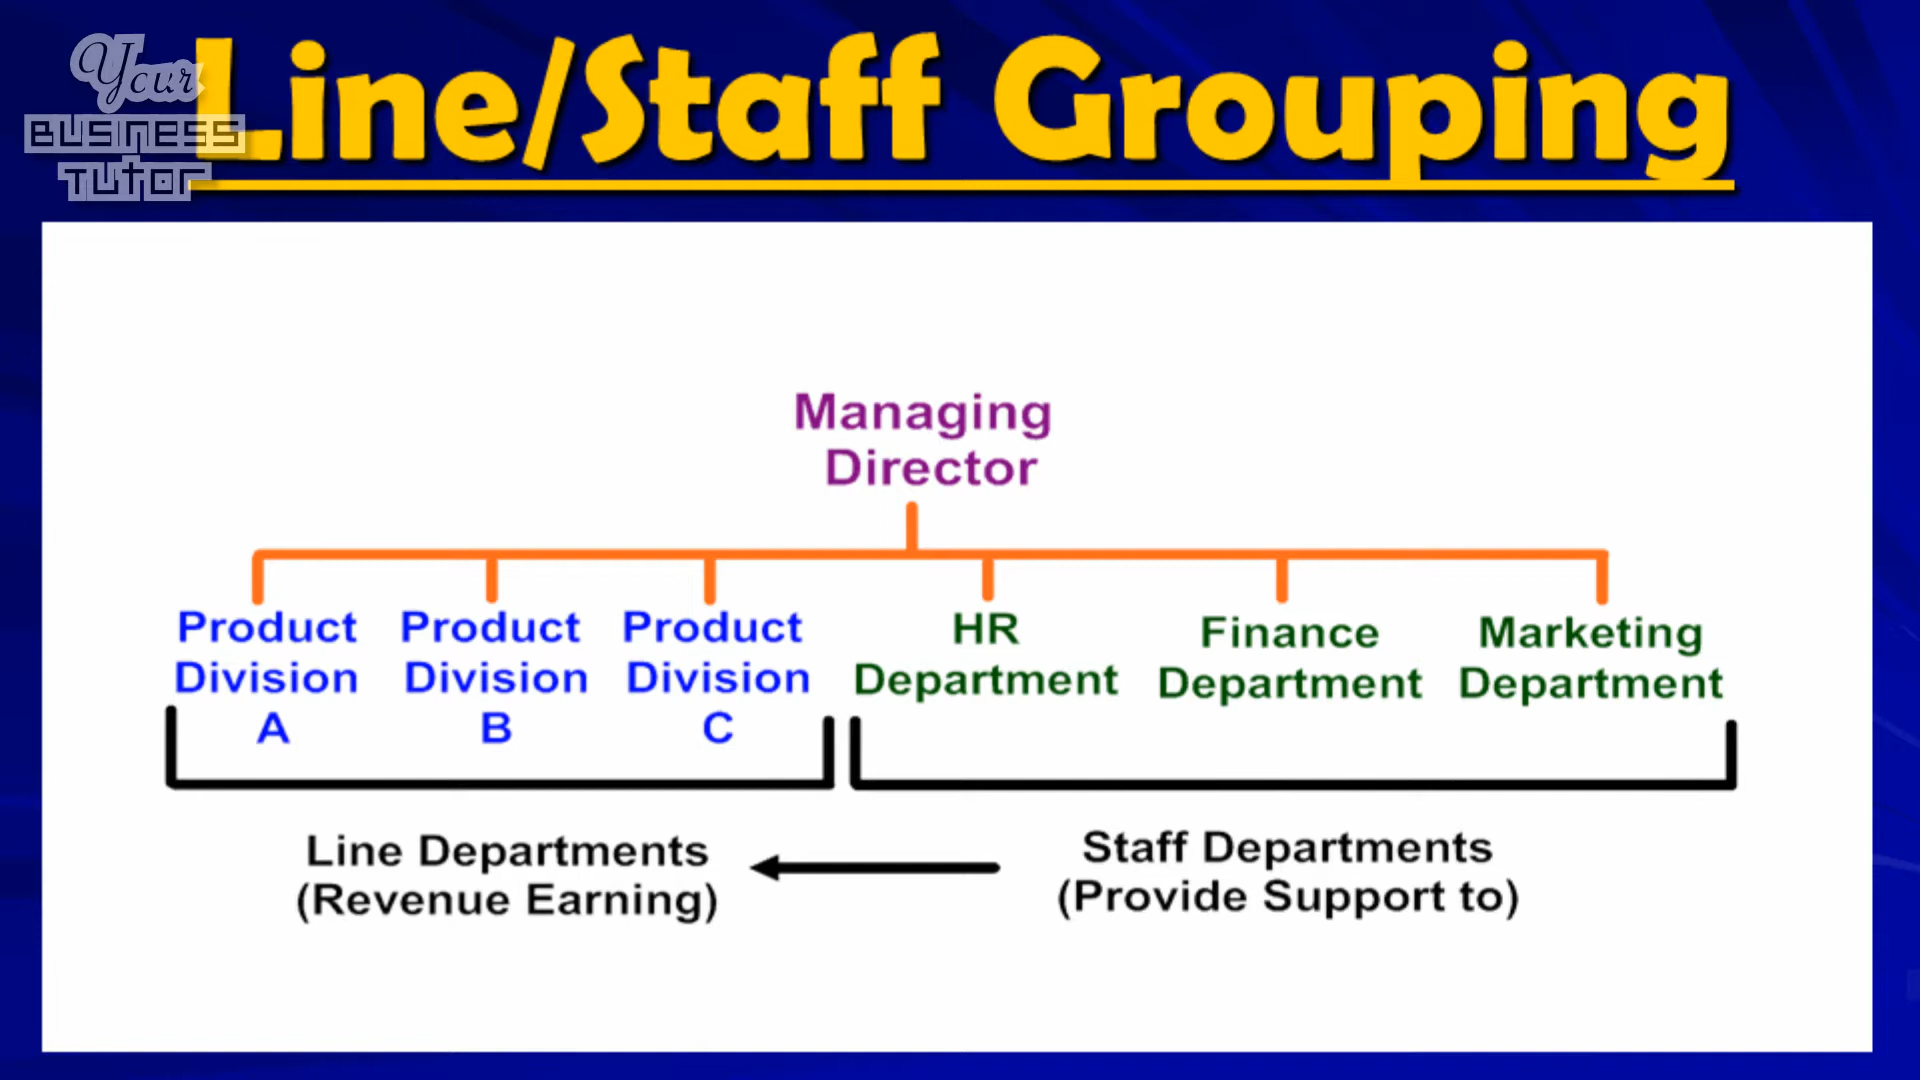 Your
BUSINESS
TUTOR
Line/Staff Grouping
Managing
Director
Product
Division
A
Product
Division
B
Product
Division
C
HR
Department
Finance
Department
Marketing
Department
Line Departments
(Revenue Earning)
Staff Departments
(Provide Support to)